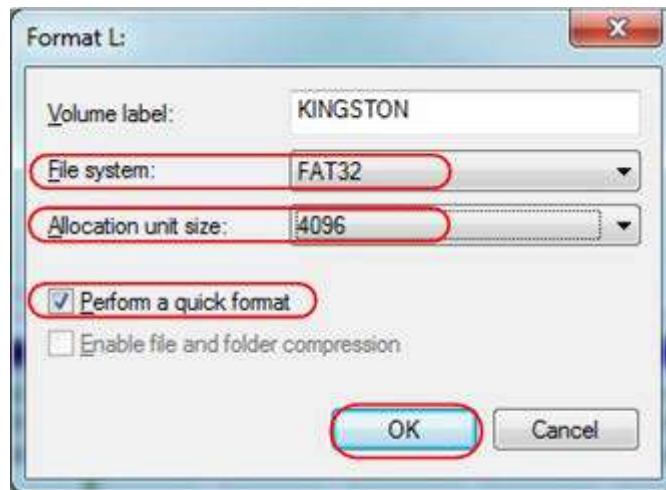 Format L:
Volume label: KINGSTON
File system: FAT32
Allocation unit size: 4096
Perform a quick format
Enable file and folder compression
OK Cancel